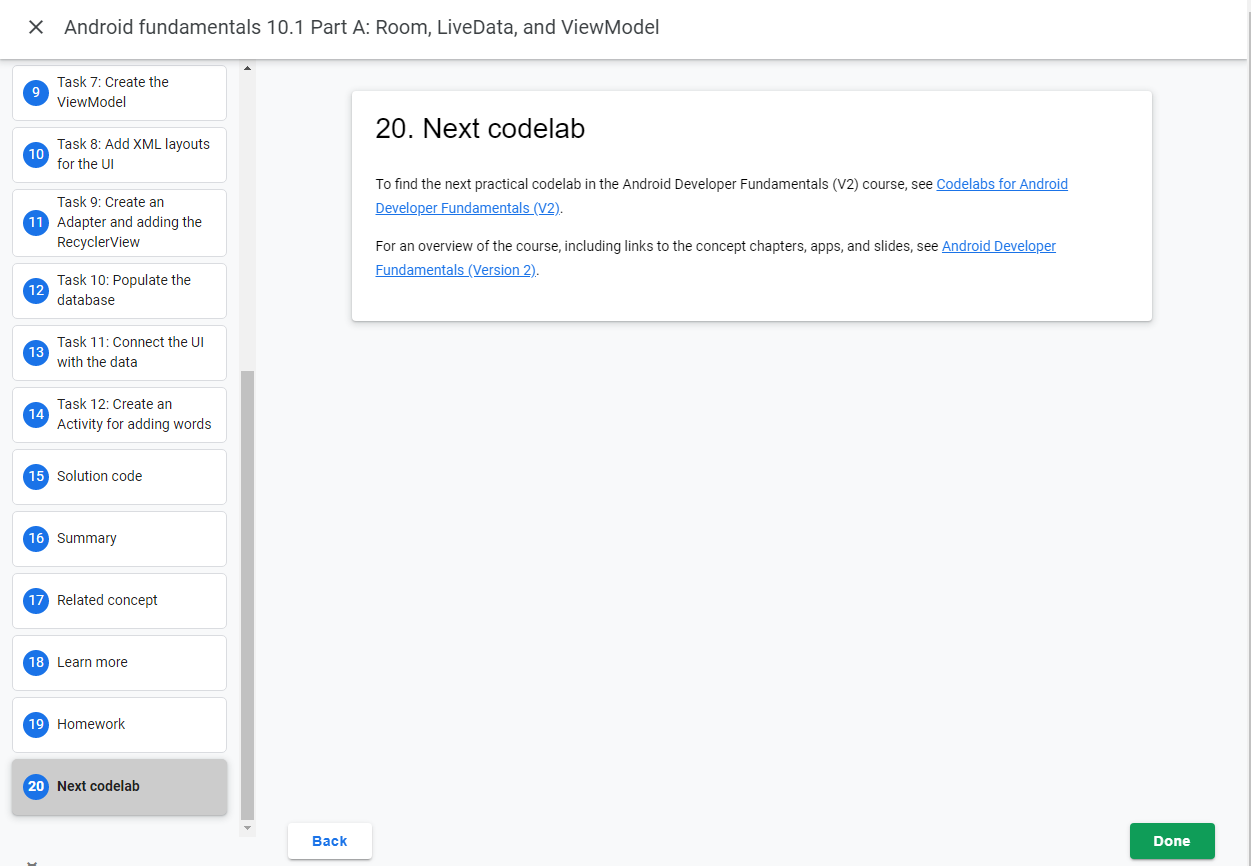 Android fundamentals 10.1 Part A: Room, LiveData, and ViewModel
9
Task 7: Create the
ViewModel
10
Task 8: Add XML layouts
for the UI
11
Task 9: Create an
Adapter and adding the
RecyclerView
12
Task 10: Populate the
database
13
Task 11: Connect the UI
with the data
14
Task 12: Create an
Activity for adding words
15 Solution code
16 Summary
17 Related concept
18 Learn more
19 Homework
20 Next codelab
20. Next codelab
To find the next practical codelab in the Android Developer Fundamentals (V2) course, see Codelabs for Android
Developer Fundamentals (V2).
For an overview of the course, including links to the concept chapters, apps, and slides, see Android Developer
Fundamentals (Version 2).
Back
Done